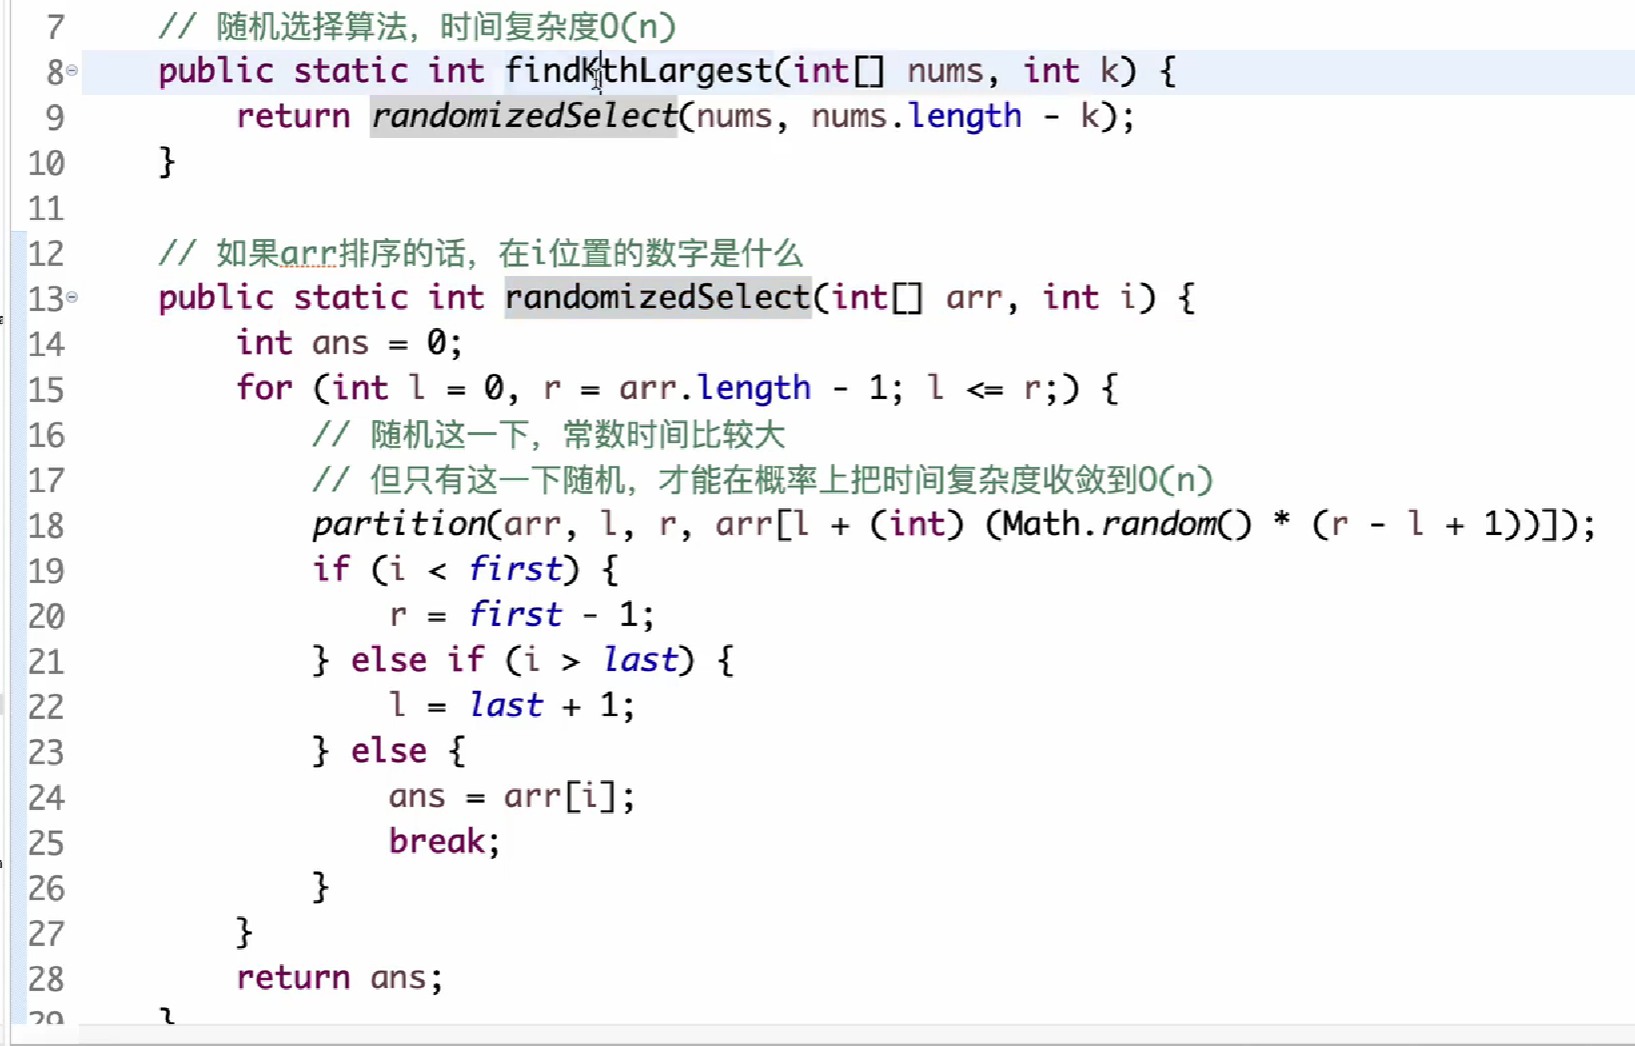 7 // 随机选择算法，时间复杂度O(n)
8 public static int findKthLargest(int[] nums, int k) {
9 return randomizedSelect(nums, nums.length - k);
10 }
11
12 // 如果arr排序的话，在i位置的数字是什么
13 public static int randomizedSelect(int[] arr, int i) {
14 int ans = 0;
15 for (int l = 0, r = arr.length - 1; l <= r;) {
16 // 随机这一下，常数时间比较大
17 // 但只有这一下随机，才能在概率上把时间复杂度收敛到O(n)
18 partition(arr, l, r, arr[l + (int) (Math.random() * (r - l + 1))]);
19 if (i < first) {
20 r = first - 1;
21 } else if (i > last) {
22 l = last + 1;
23 } else {
24 ans = arr[i];
25 break;
26 }
27 }
28 return ans;
29 }